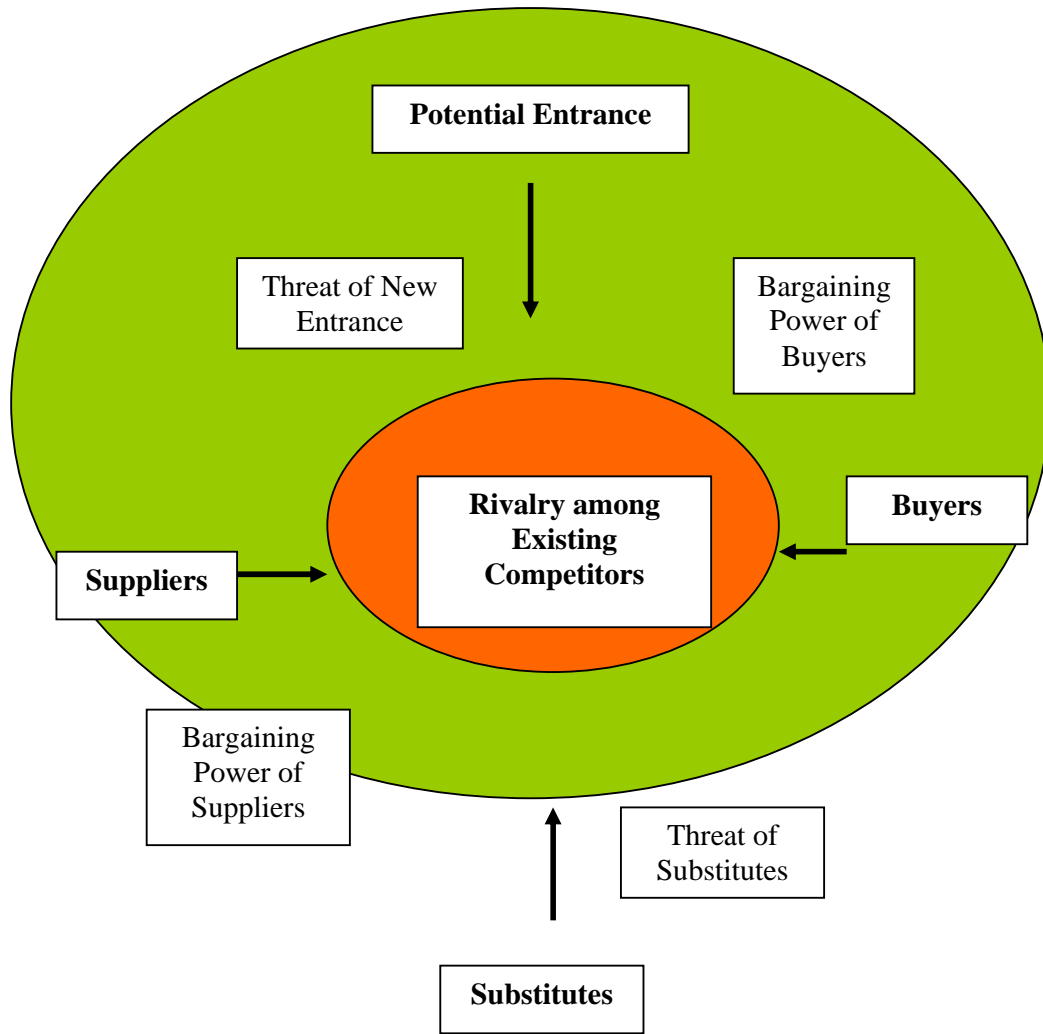 Potential Entrance
Threat of New
Entrance
Bargaining
Power of
Buyers
Rivalry among
Existing
Competitors
Buyers
Suppliers
Bargaining
Power of
Suppliers
Threat of
Substitutes
Substitutes